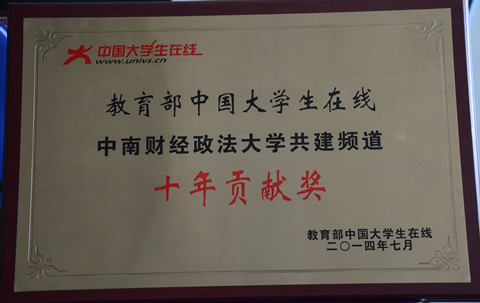 中国大学生在线
www.univs.cn
教育部中国大学生在线
中南财经政法大学共建频道
十年贡献奖
教育部中国大学生在线
二〇一四年七月